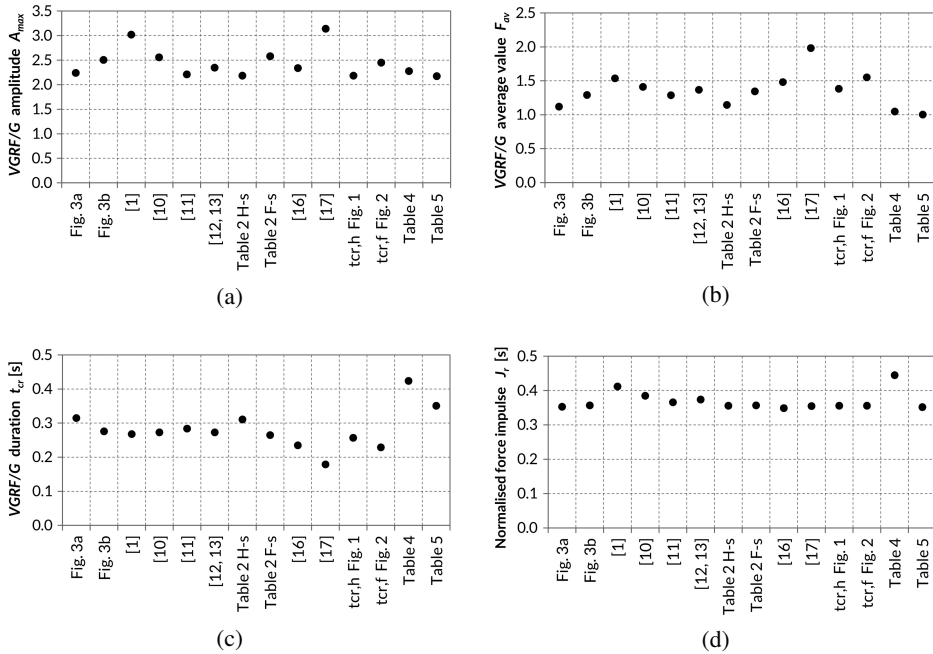 VGRF/G amplitude A_max
3.5
3.0
2.5
2.0
1.5
1.0
0.5
0.0
Fig. 3a
Fig. 3b
[1]
[10]
[11]
[12, 13]
Table 2 H-s
Table 2 F-s
[16]
[17]
tcr,h Fig. 1
tcr,f Fig. 2
Table 4
Table 5
(a)
VGRF/G average value F_av
2.5
2.0
1.5
1.0
0.5
0.0
Fig. 3a
Fig. 3b
[1]
[10]
[11]
[12, 13]
Table 2 H-s
Table 2 F-s
[16]
[17]
tcr,h Fig. 1
tcr,f Fig. 2
Table 4
Table 5
(b)
VGRF/G duration t_cr [s]
0.5
0.4
0.3
0.2
0.1
0.0
Fig. 3a
Fig. 3b
[1]
[10]
[11]
[12, 13]
Table 2 H-s
Table 2 F-s
[16]
[17]
tcr,h Fig. 1
tcr,f Fig. 2
Table 4
Table 5
(c)
Normalised force impulse J_r [s]
0.5
0.4
0.3
0.2
0.1
0.0
Fig. 3a
Fig. 3b
[1]
[10]
[11]
[12, 13]
Table 2 H-s
Table 2 F-s
[16]
[17]
tcr,h Fig. 1
tcr,f Fig. 2
Table 4
Table 5
(d)